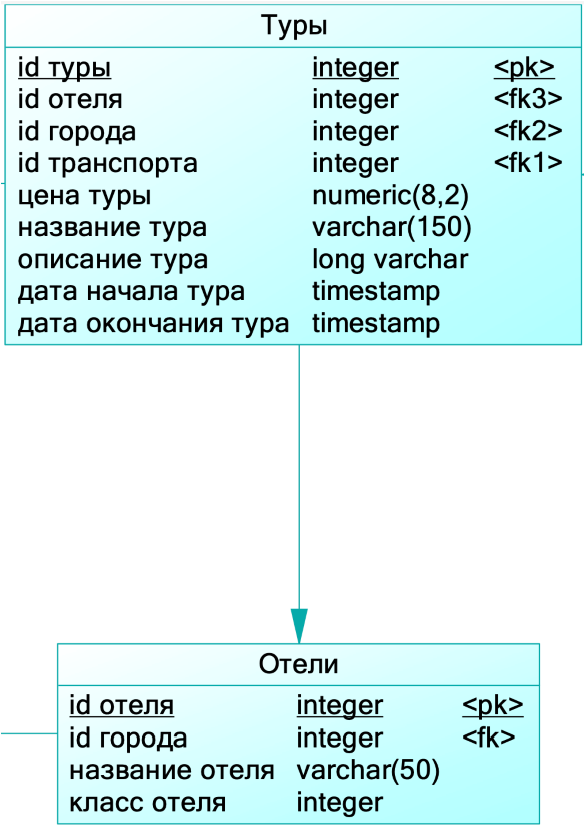 Туры
id туры integer <pk>
id отеля integer <fk3>
id города integer <fk2>
id транспорта integer <fk1>
цена туры numeric(8,2)
название тура varchar(150)
описание тура long varchar
дата начала тура timestamp
дата окончания тура timestamp
Отели
id отеля integer <pk>
id города integer <fk>
название отеля varchar(50)
класс отеля integer